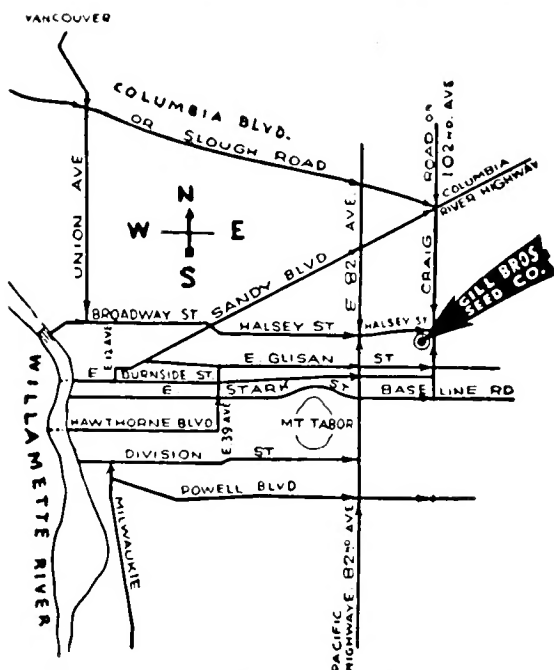 VANCOUVER
COLUMBIA BLVD.
OR SLOUGH ROAD
ROAD OR
102ND. AVE
COLUMBIA
RIVER HIGHWAY
UNION AVE
N
W E
S
E 82 AVE.
CRAIG
SANDY BLVD
GILL BROS
SEED CO.
BROADWAY ST
HALSEY ST
HALSEY ST
E 12 AVE
E. GLISAN ST
E BURNSIDE ST.
E STARK ST
BASE LINE RD
HAWTHORNE BLVD
E 39 AVE
MT TABOR
DIVISION ST
POWELL BLVD
WILLAMETTE RIVER
MILWAUKIE
PACIFIC
HIGHWAY E. 82ND AVE